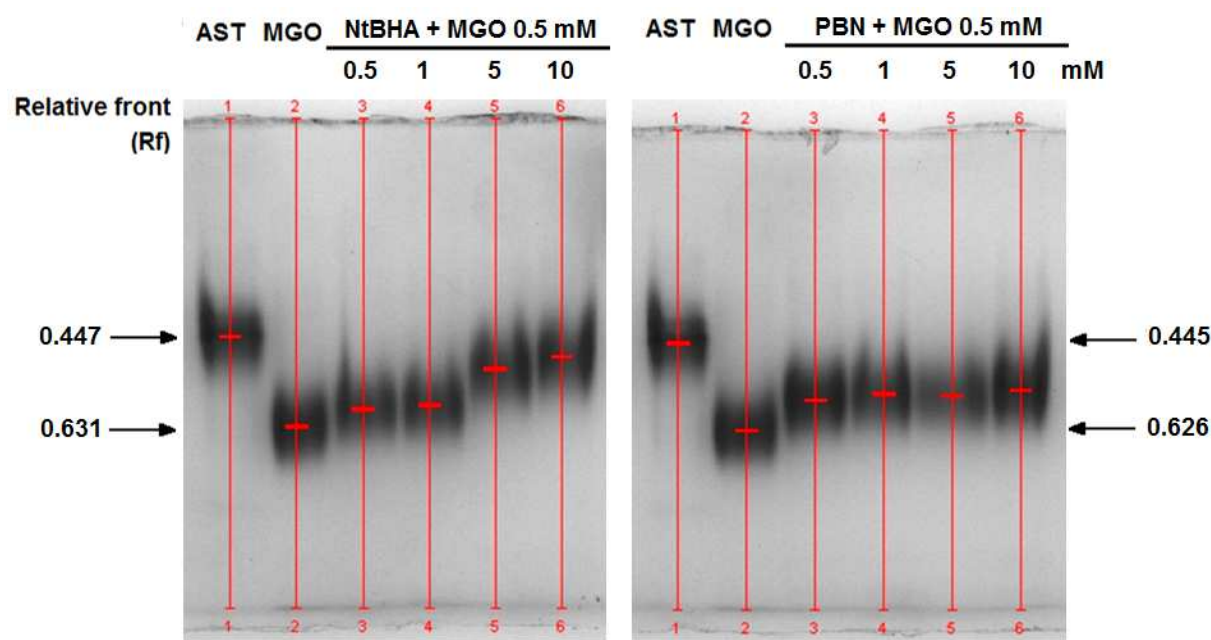 AST MGO NtBHA + MGO 0.5 mM
0.5 1 5 10
AST MGO PBN + MGO 0.5 mM
0.5 1 5 10 mM
Relative front
(Rf)
1 2 3 4 5 6
1 2 3 4 5 6
0.447
0.631
0.445
0.626
1 2 3 4 5 6
1 2 3 4 5 6